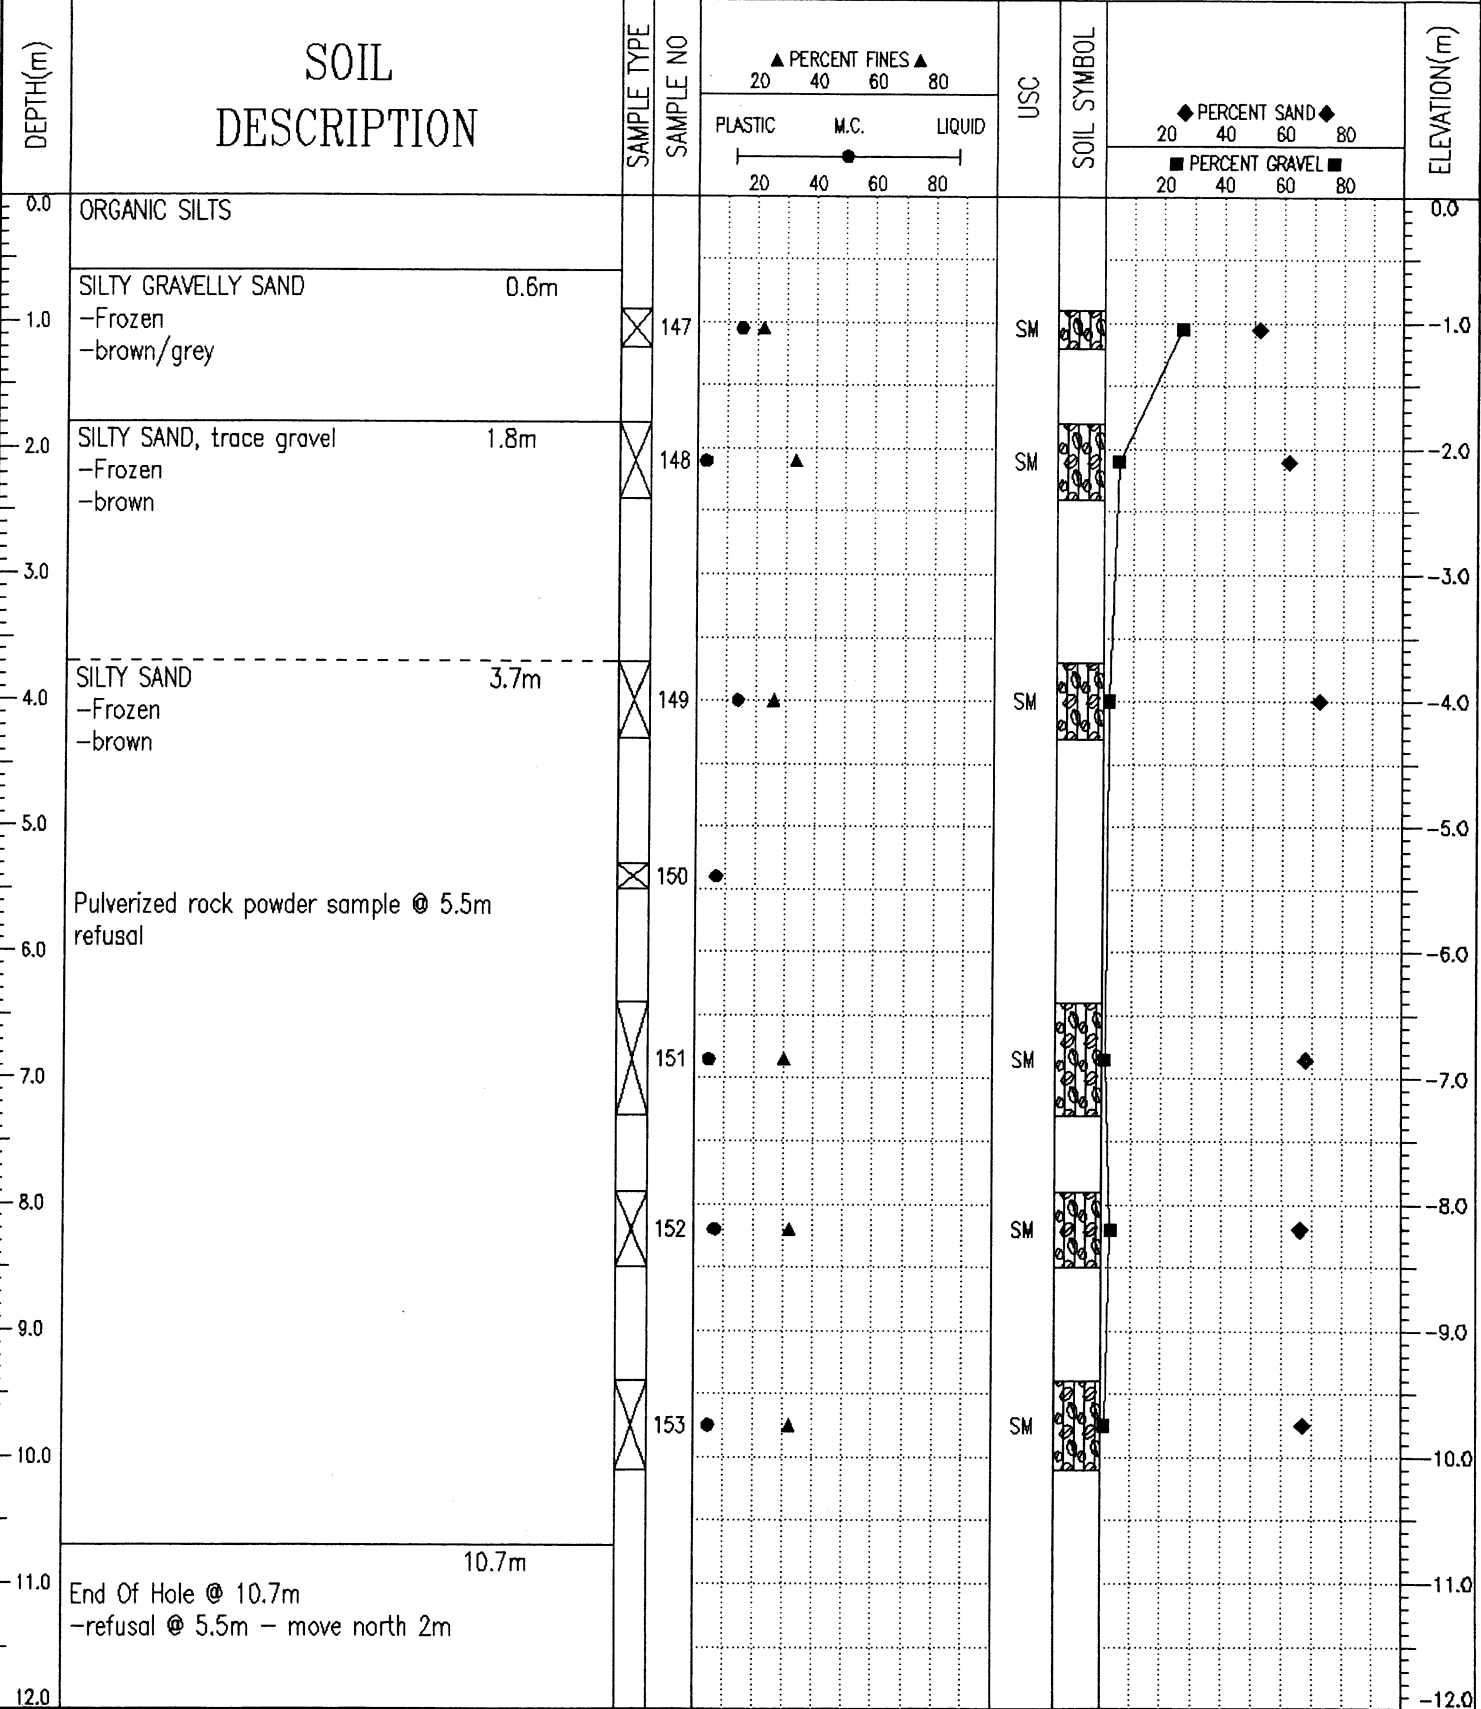 DEPTH(m)
SOIL
DESCRIPTION
SAMPLE TYPE
SAMPLE NO
▲ PERCENT FINES ▲
20 40 60 80
PLASTIC M.C. LIQUID
20 40 60 80
USC
SOIL SYMBOL
◆ PERCENT SAND ◆
20 40 60 80
■ PERCENT GRAVEL ■
20 40 60 80
ELEVATION(m)
0.0
ORGANIC SILTS
0.0
SILTY GRAVELLY SAND 0.6m
-Frozen
1.0
147
SM
-1.0
-brown/grey
SILTY SAND, trace gravel 1.8m
2.0
148
SM
-2.0
-Frozen
-brown
3.0
-3.0
SILTY SAND 3.7m
4.0
149
SM
-4.0
-Frozen
-brown
5.0
-5.0
150
Pulverized rock powder sample @ 5.5m
refusal
6.0
-6.0
151
SM
7.0
-7.0
8.0
-8.0
152
SM
9.0
-9.0
153
SM
10.0
-10.0
10.7m
11.0
-11.0
End Of Hole @ 10.7m
-refusal @ 5.5m - move north 2m
12.0
-12.0